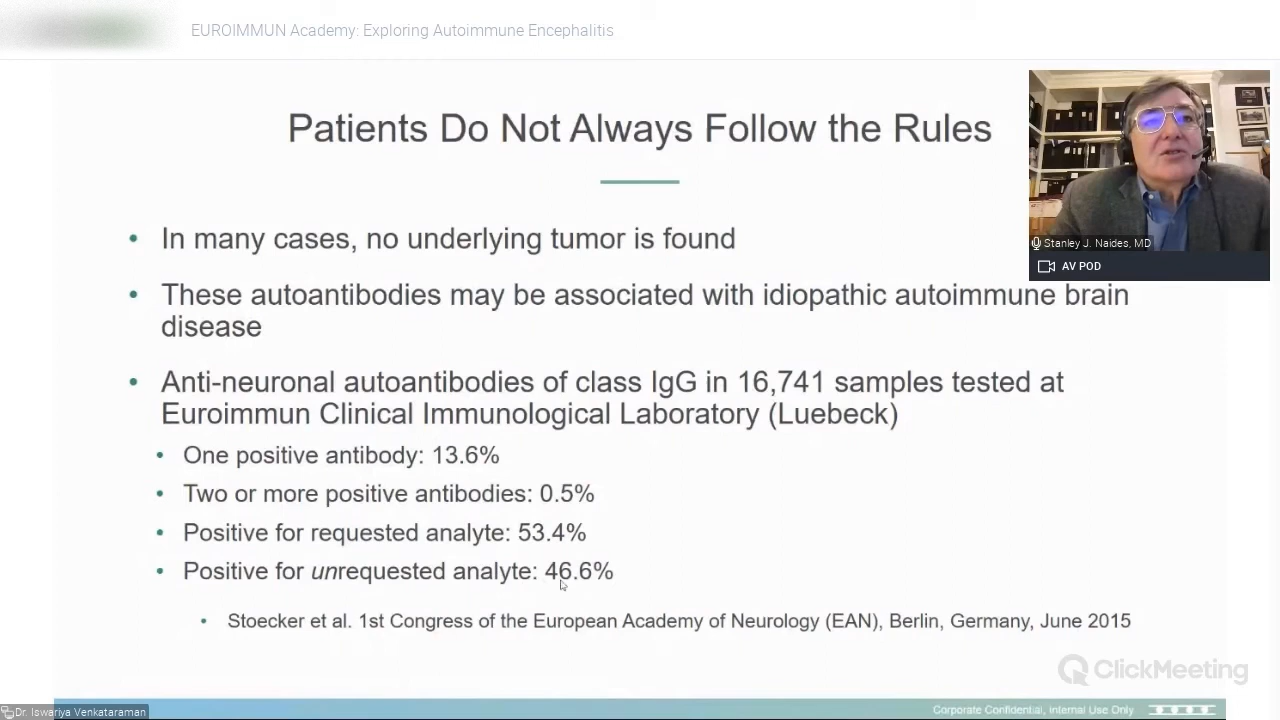 EUROIMMUN Academy: Exploring Autoimmune Encephalitis
Patients Do Not Always Follow the Rules
Stanley J. Naides, MD
AV POD
• In many cases, no underlying tumor is found
• These autoantibodies may be associated with idiopathic autoimmune brain
disease
• Anti-neuronal autoantibodies of class IgG in 16,741 samples tested at
Euroimmun Clinical Immunological Laboratory (Luebeck)
• One positive antibody: 13.6%
• Two or more positive antibodies: 0.5%
• Positive for requested analyte: 53.4%
• Positive for unrequested analyte: 46.6%
• Stoecker et al. 1st Congress of the European Academy of Neurology (EAN), Berlin, Germany, June 2015
ClickMeeting
Dr. Iswariya Venkataraman
Corporate Confidential, Internal Use Only